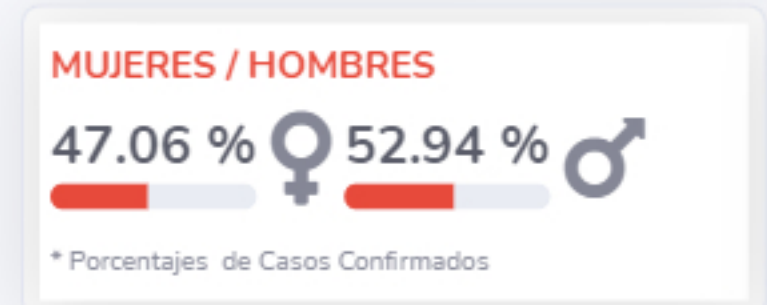 MUJERES / HOMBRES
47.06 % 52.94 %
* Porcentajes de Casos Confirmados